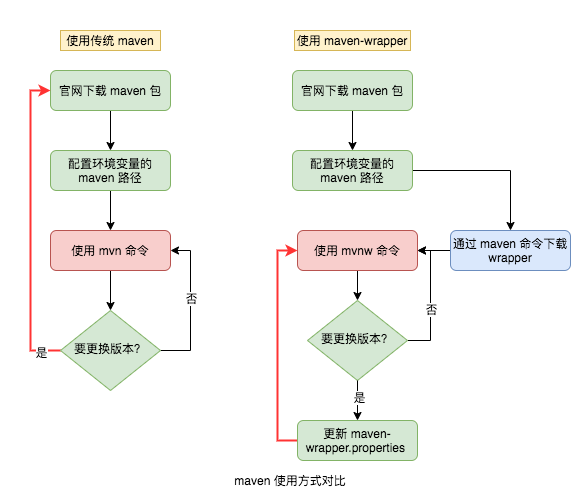 使用传统 maven
官网下载 maven 包
配置环境变量的
maven 路径
使用 mvn 命令
否
要更换版本?
是
使用 maven-wrapper
官网下载 maven 包
配置环境变量的
maven 路径
通过 maven 命令下载
wrapper
使用 mvnw 命令
否
要更换版本?
是
更新 maven-
wrapper.properties
maven 使用方式对比